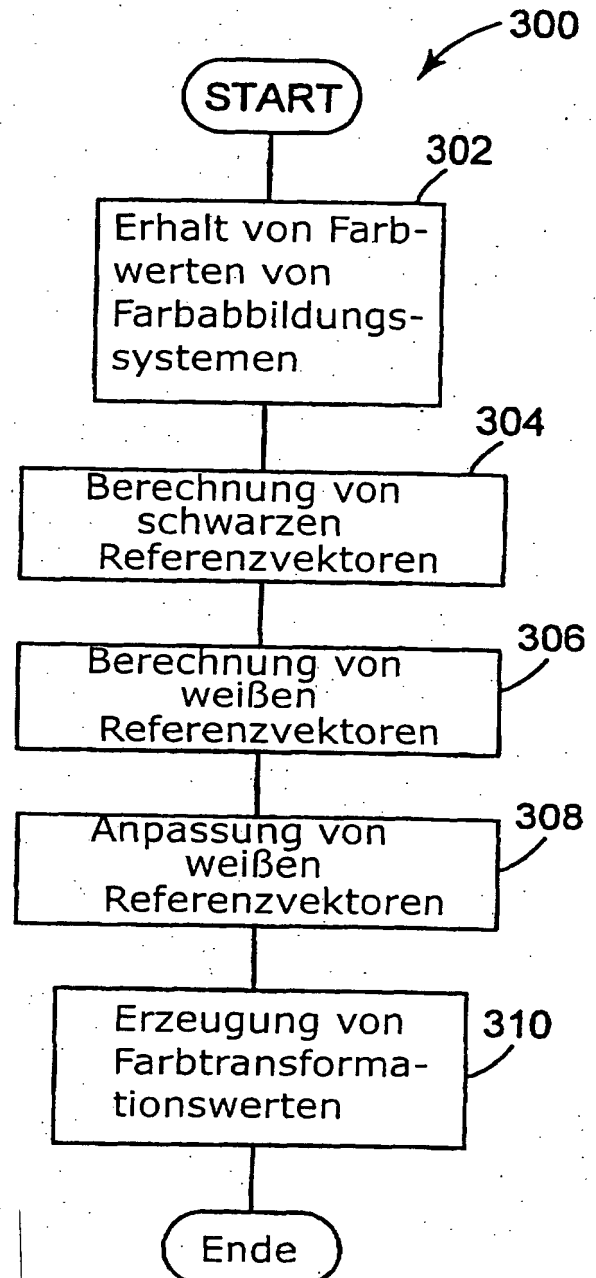 300
START
302
Erhalt von Farb-
werten von
Farbabbildungs-
systemen
304
Berechnung von
schwarzen
Referenzvektoren
306
Berechnung von
weißen
Referenzvektoren
308
Anpassung von
weißen
Referenzvektoren
310
Erzeugung von
Farbtransforma-
tionswerten
Ende